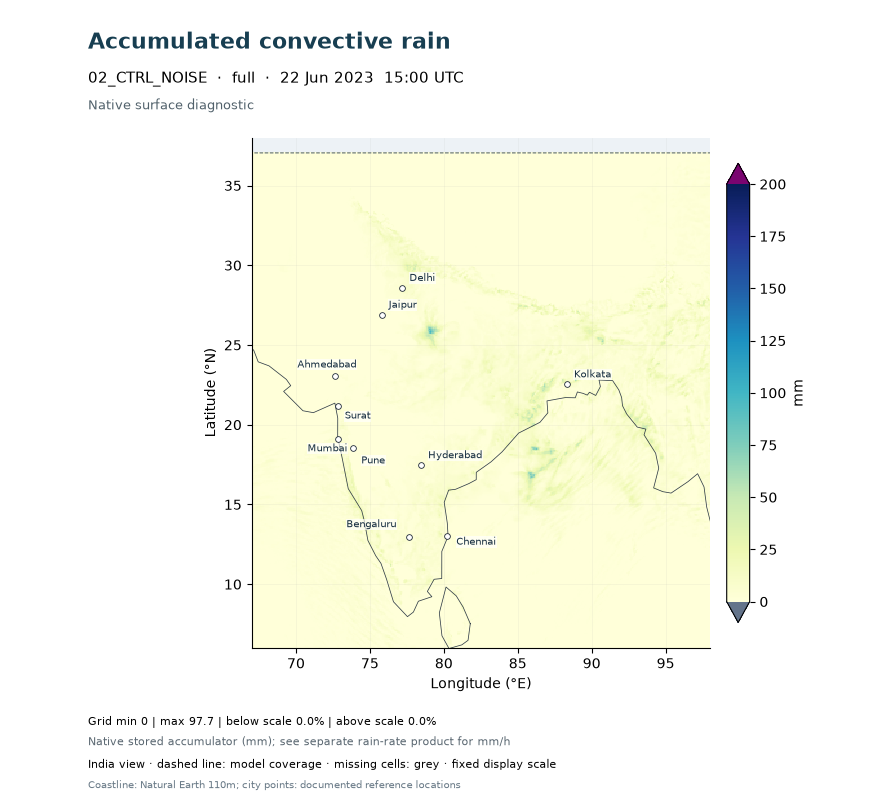 Accumulated convective rain
02_CTRL_NOISE · full · 22 Jun 2023 15:00 UTC
Native surface diagnostic
35
30
25
20
15
10
Latitude (°N)
70
75
80
85
90
95
Longitude (°E)
Delhi
Jaipur
Ahmedabad
Kolkata
Surat
Mumbai
Pune
Hyderabad
Bengaluru
Chennai
200
175
150
125
100
75
50
25
0
mm
Grid min 0 | max 97.7 | below scale 0.0% | above scale 0.0%
Native stored accumulator (mm); see separate rain-rate product for mm/h
India view · dashed line: model coverage · missing cells: grey · fixed display scale
Coastline: Natural Earth 110m; city points: documented reference locations